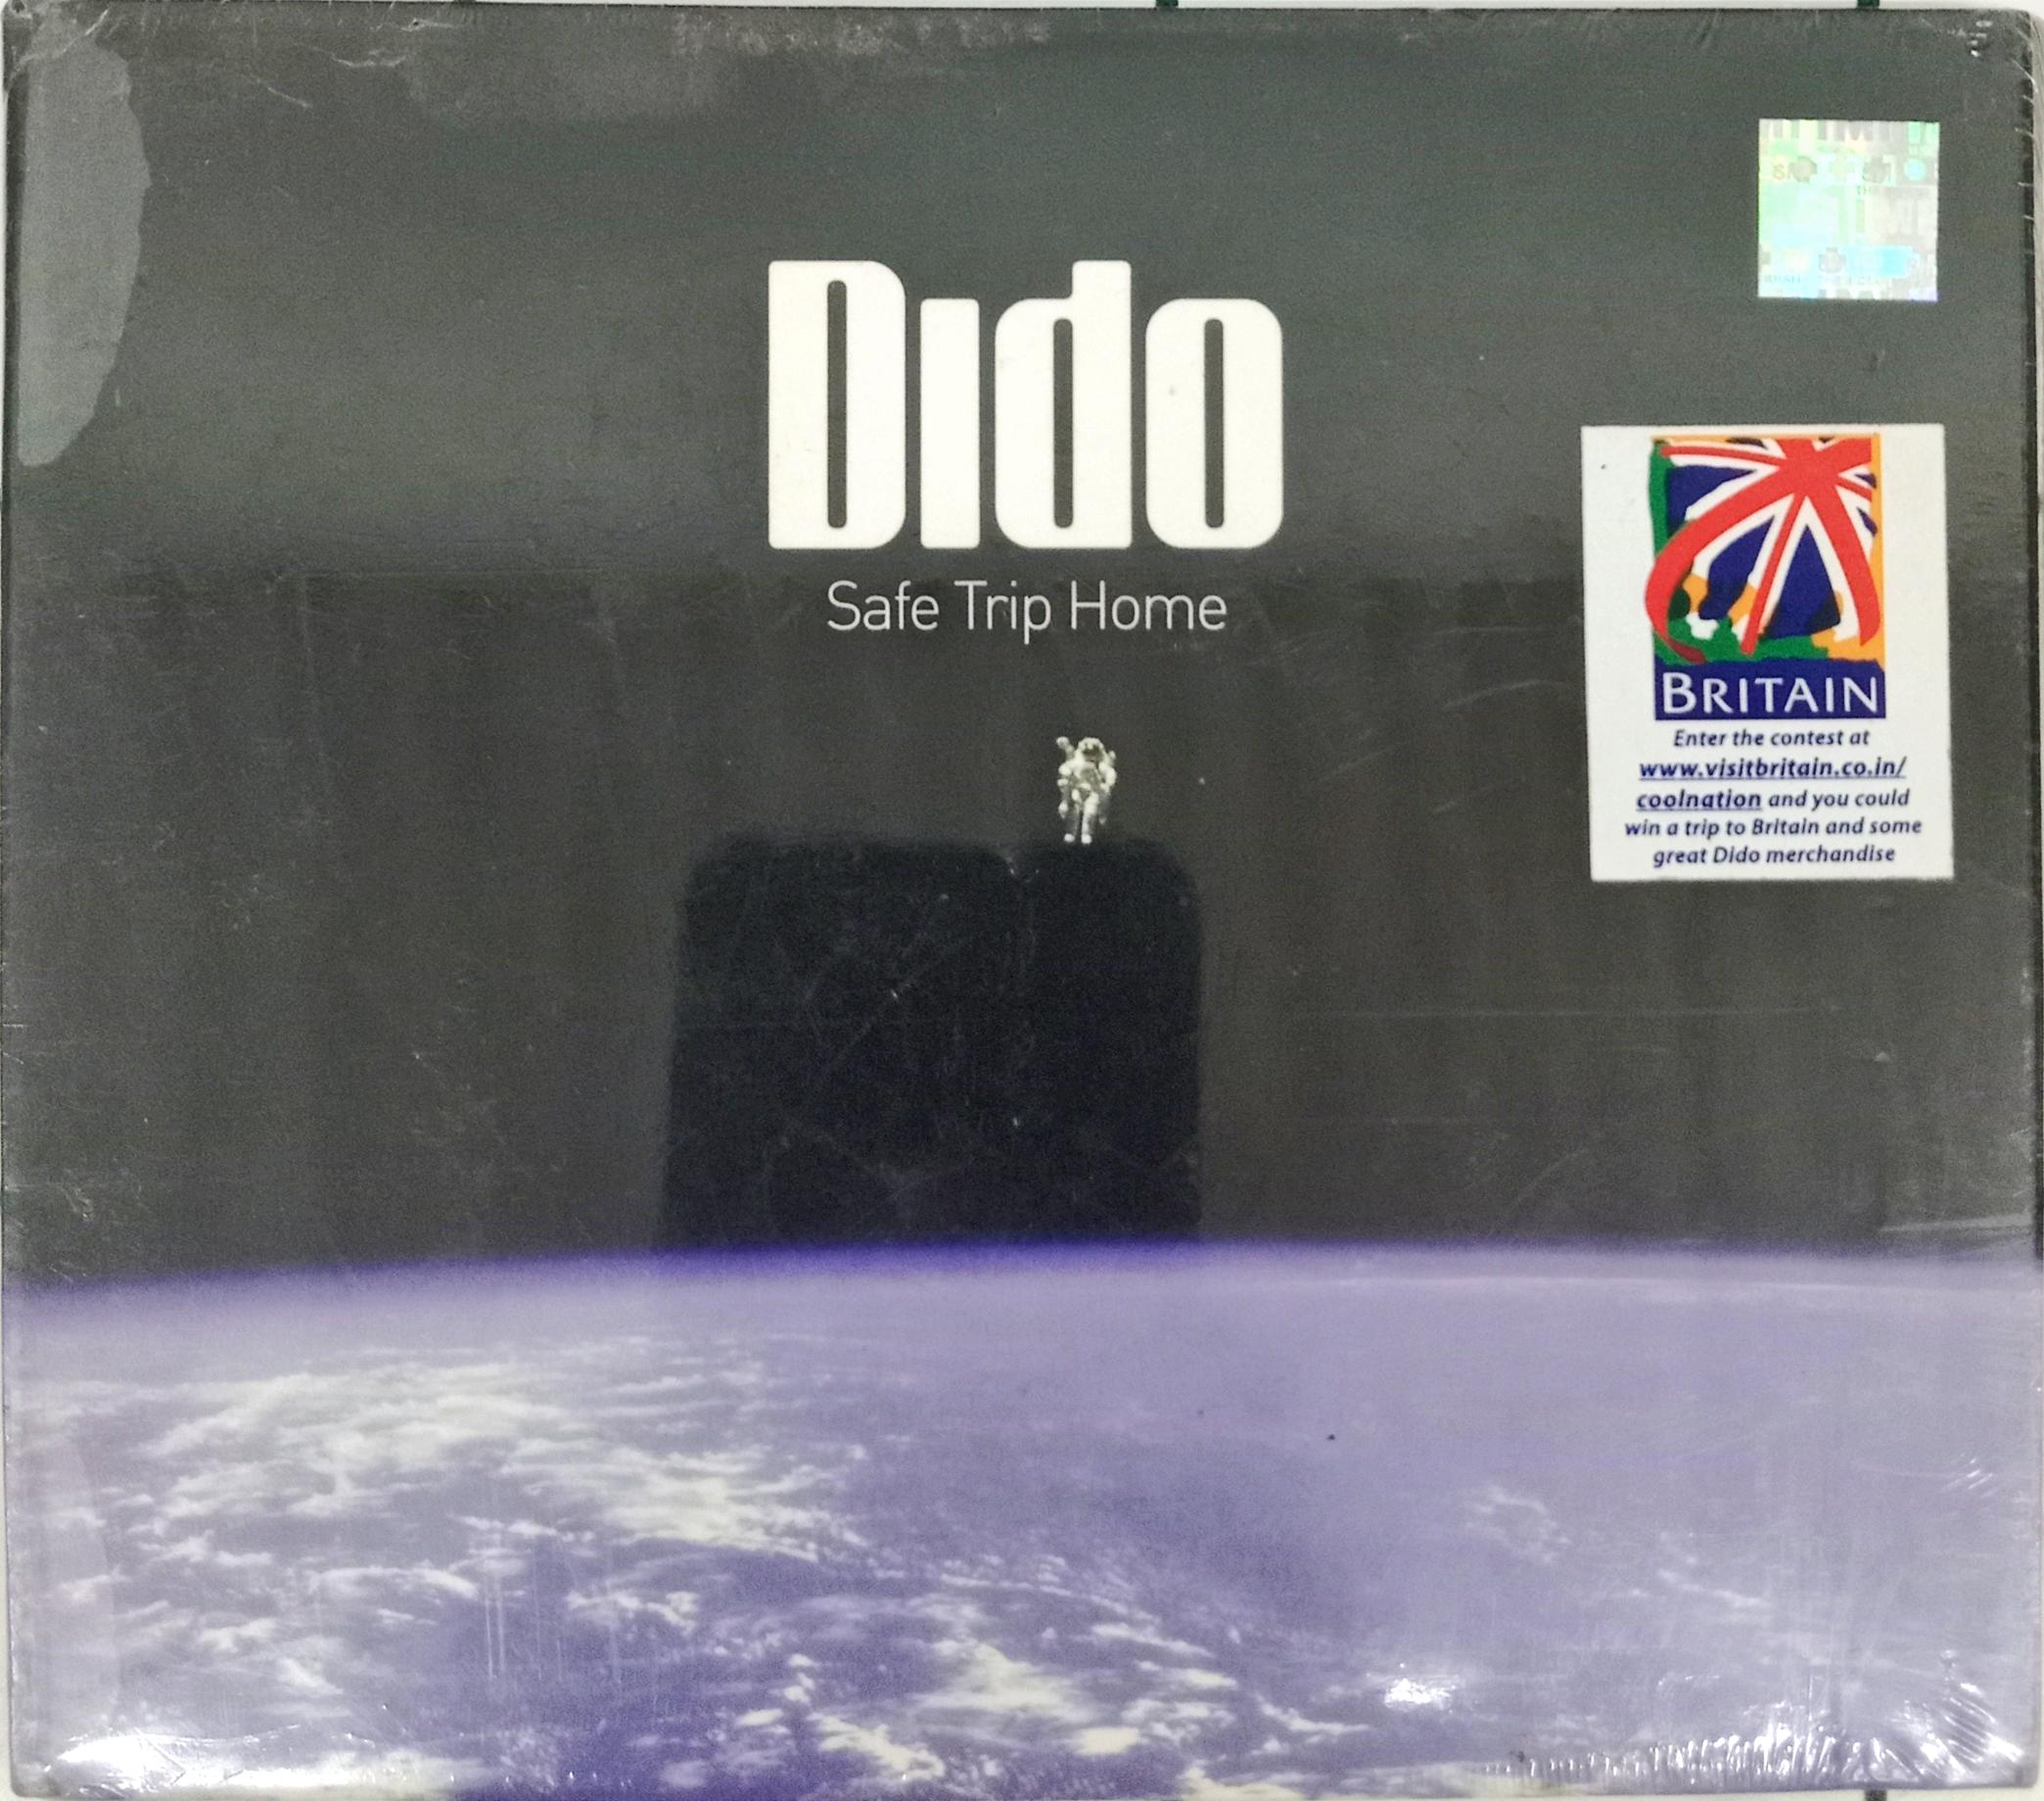 Dido
Safe Trip Home
BRITAIN
Enter the contest at
www.visitbritain.co.in/
coolnation and you could
win a trip to Britain and some
great Dido merchandise